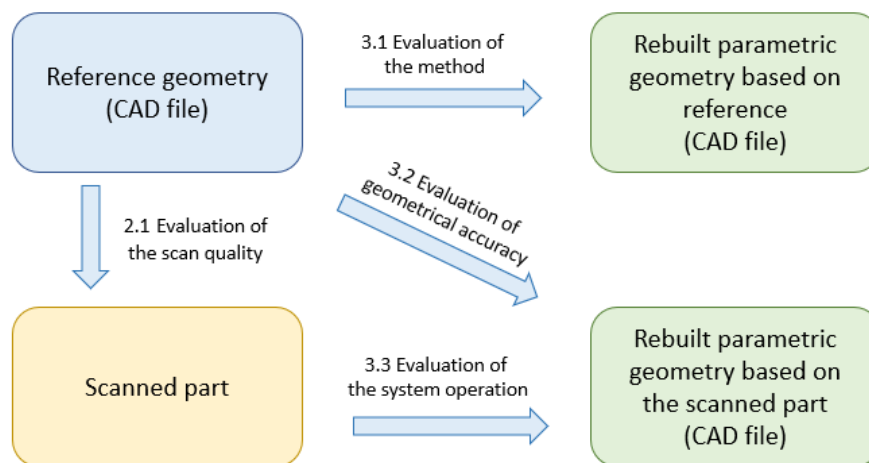 Reference geometry
(CAD file)
3.1 Evaluation of
the method
Rebuilt parametric
geometry based on
reference
(CAD file)
2.1 Evaluation of
the scan quality
3.2 Evaluation of
geometrical accuracy
Scanned part
3.3 Evaluation of
the system operation
Rebuilt parametric
geometry based on
the scanned part
(CAD file)